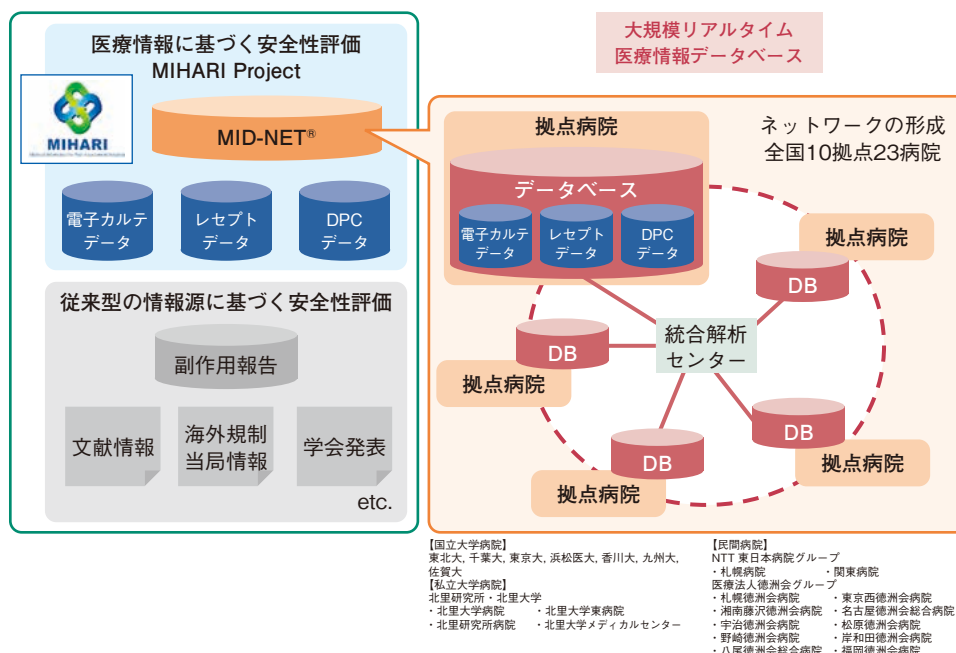 医療情報に基づく安全性評価
MIHARI Project
MIHARI
MID-NET®
電子カルテ
データ
レセプト
データ
DPC
データ
従来型の情報源に基づく安全性評価
副作用報告
文献情報
海外規制
当局情報
学会発表
etc.
大規模リアルタイム
医療情報データベース
拠点病院
ネットワークの形成
全国10拠点23病院
データベース
電子カルテ
データ
レセプト
データ
DPC
データ
拠点病院
DB
統合解析
センター
DB
拠点病院
DB
拠点病院
DB
拠点病院
【国立大学病院】
東北大, 千葉大, 東京大, 浜松医大, 香川大, 九州大,
佐賀大
【私立大学病院】
北里研究所・北里大学
・北里大学病院 ・北里大学東病院
・北里研究所病院 ・北里大学メディカルセンター
【民間病院】
NTT 東日本病院グループ
・札幌病院 ・関東病院
医療法人徳洲会グループ
・札幌徳洲会病院 ・東京西徳洲会病院
・湘南藤沢徳洲会病院 ・名古屋徳洲会総合病院
・宇治徳洲会病院 ・松原徳洲会病院
・野崎徳洲会病院 ・岸和田徳洲会病院
・八尾徳洲会総合病院 ・福岡徳洲会病院